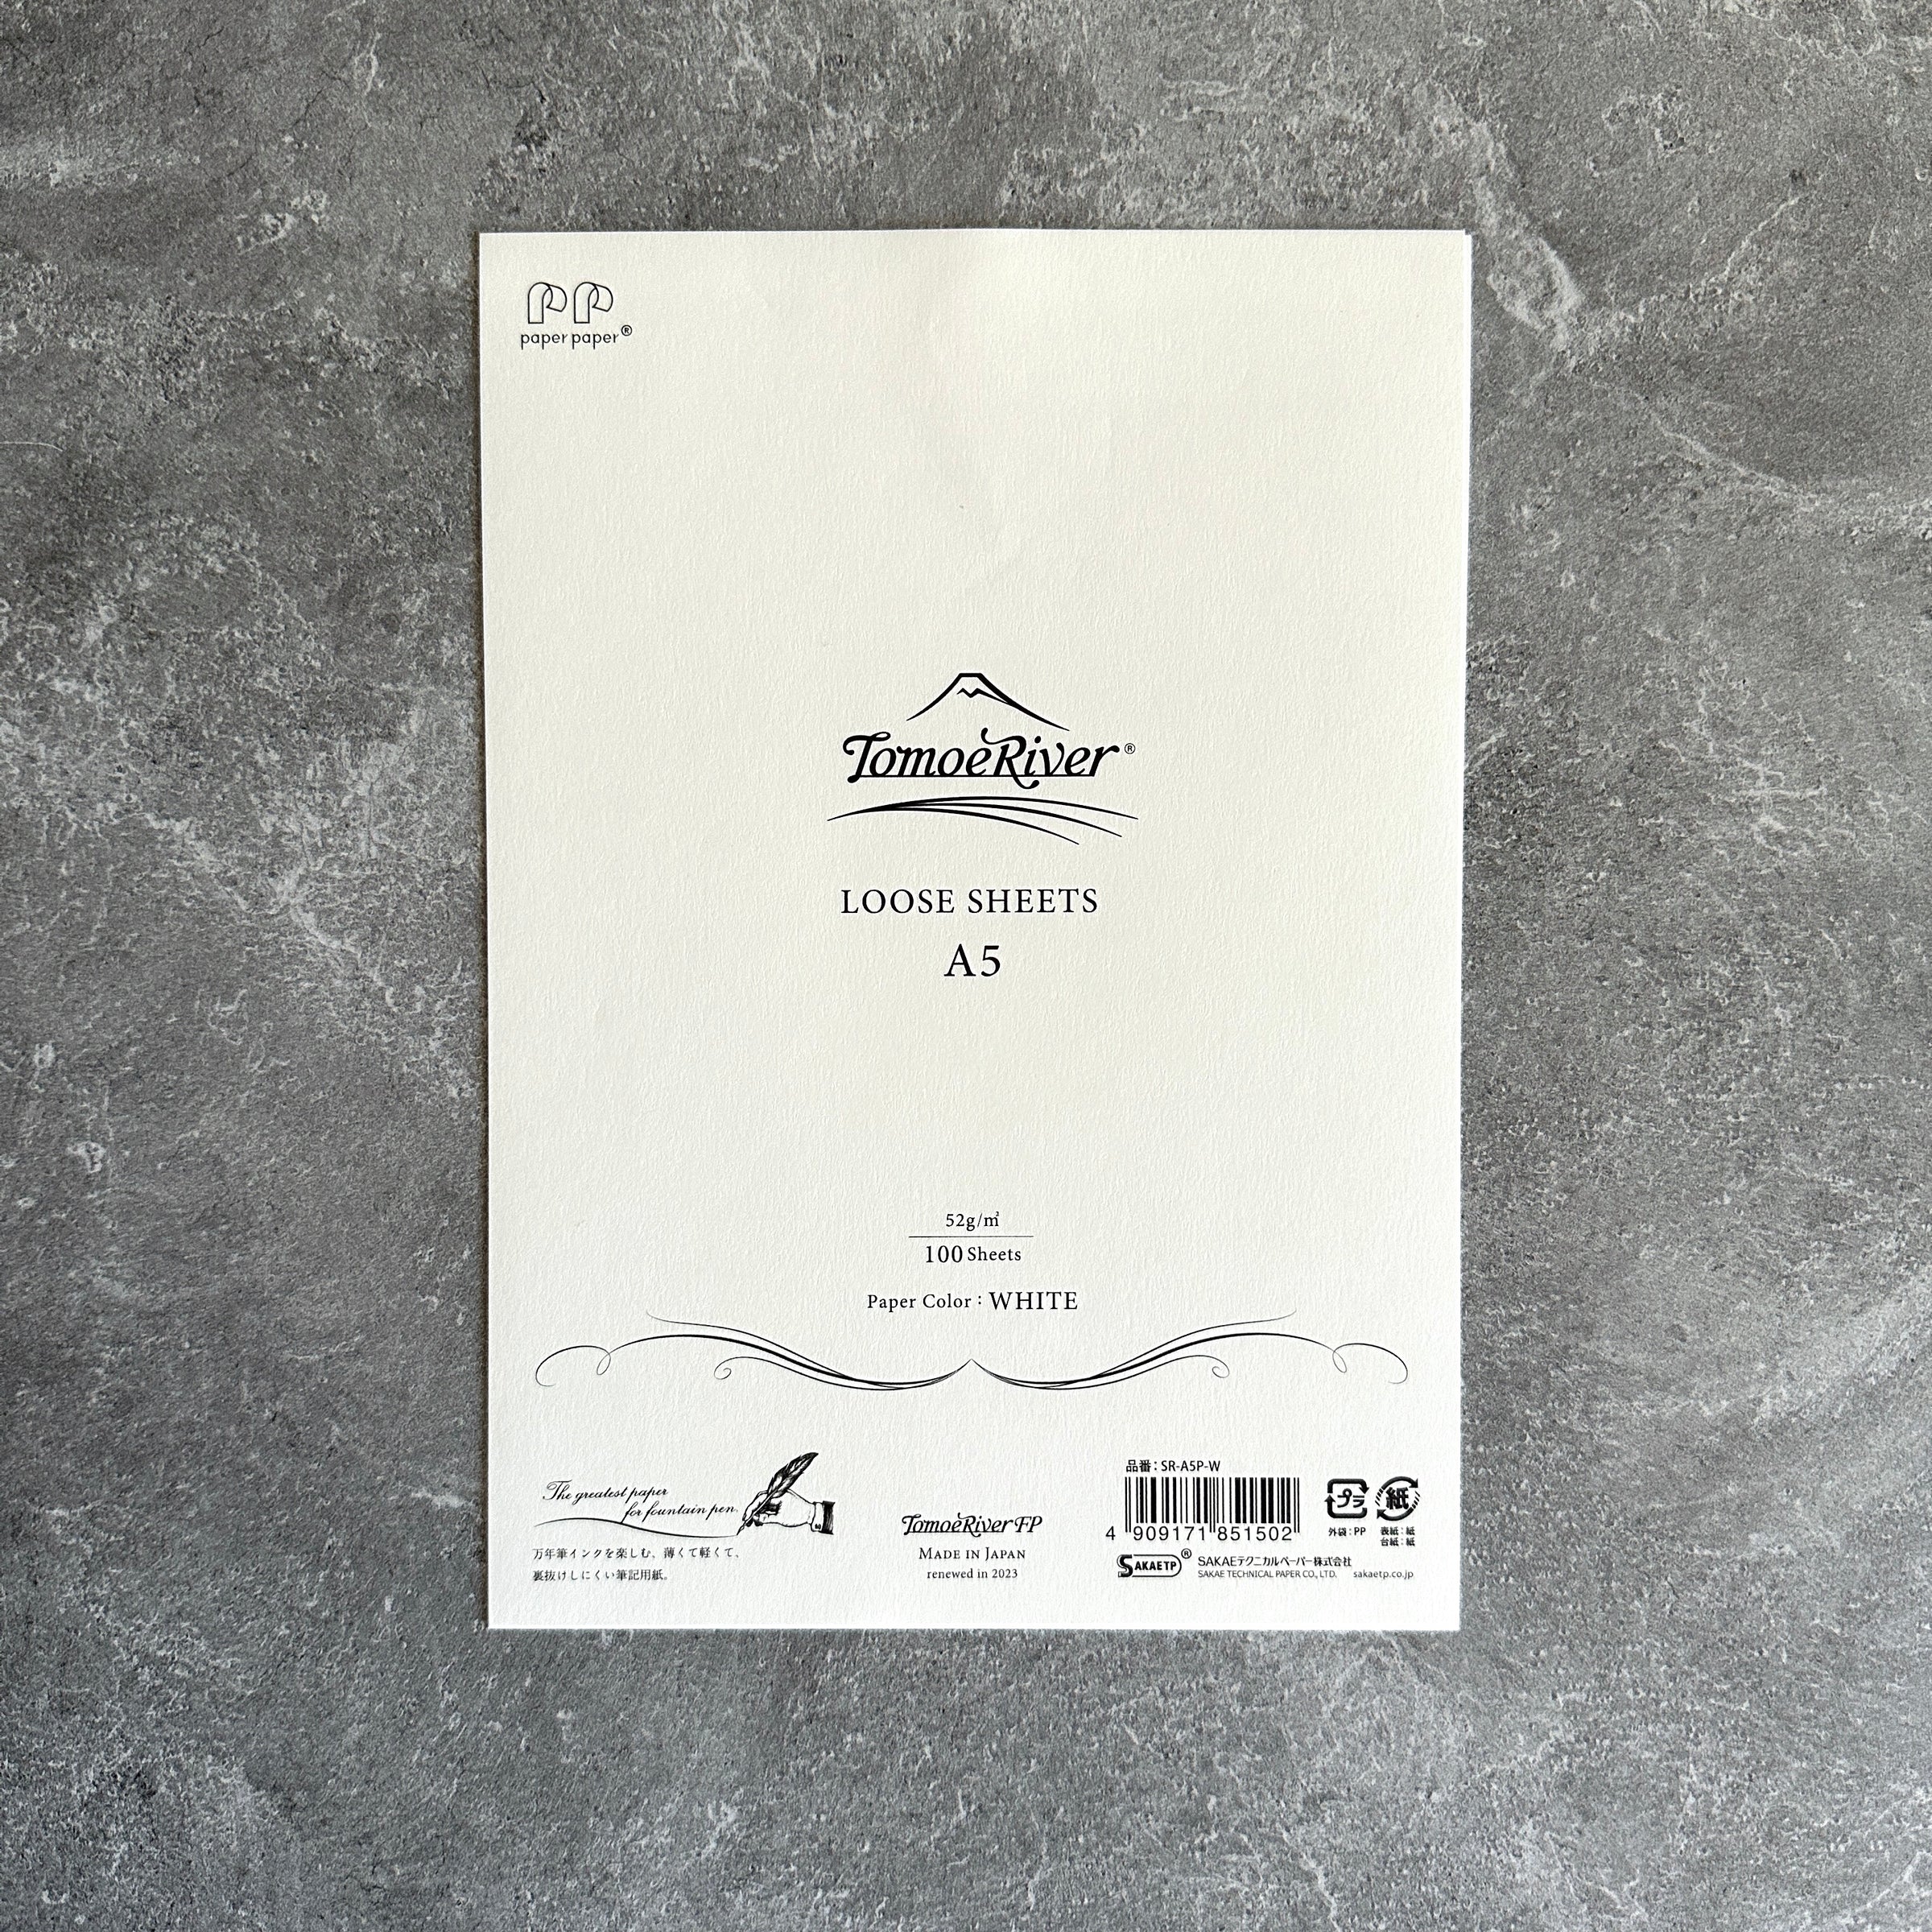 PP
paper paper®
TomoeRiver®
LOOSE SHEETS
A5
52g/㎡
100 Sheets
Paper Color : WHITE
The greatest paper
for fountain pen.
万年筆インクを楽しむ、薄くて軽くて、
裏抜けしにくい筆記用紙。
TomoeRiver FP
MADE IN JAPAN
renewed in 2023
品番 : SR-A5P-W
4 909171 851502
プラ
外袋 : PP
紙
表紙 : 紙
台紙 : 紙
SAKAETP®
SAKAEテクニカルペーパー株式会社
SAKAE TECHNICAL PAPER CO., LTD. sakaetp.co.jp